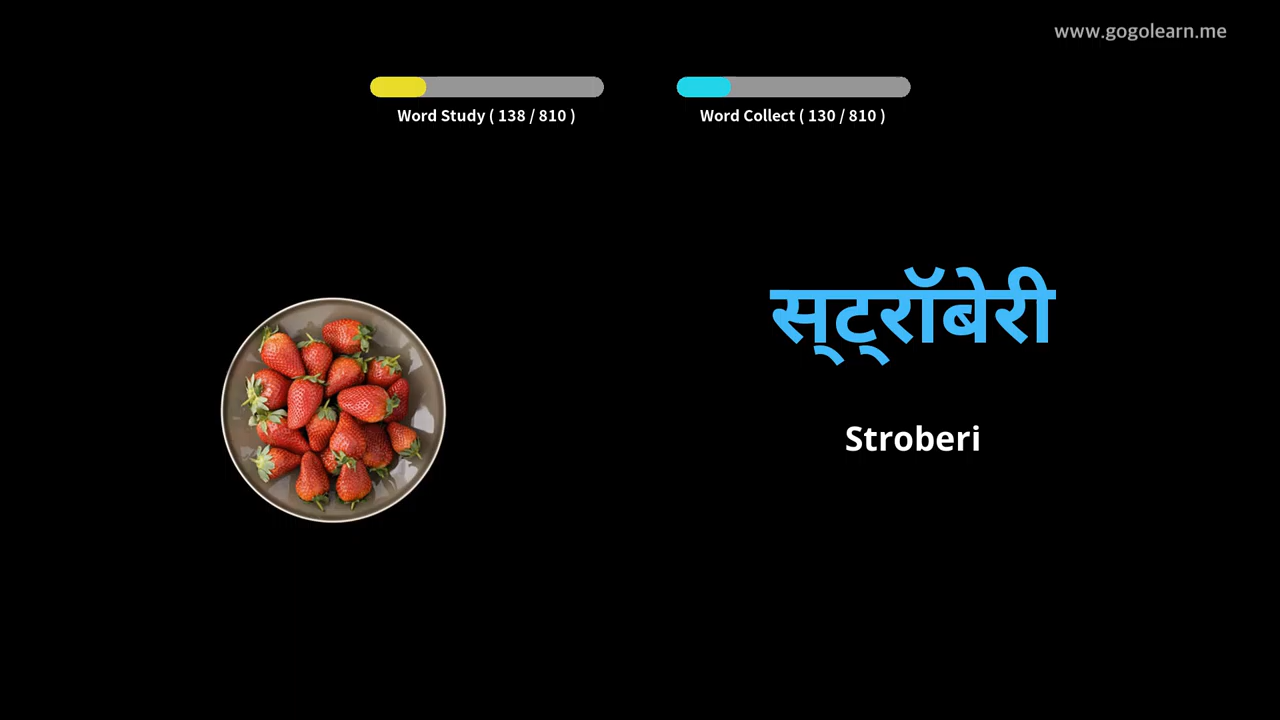 www.gogolearn.me
Word Study ( 138 / 810 )
Word Collect ( 130 / 810 )
स्ट्रॉबेरी
Stroberi